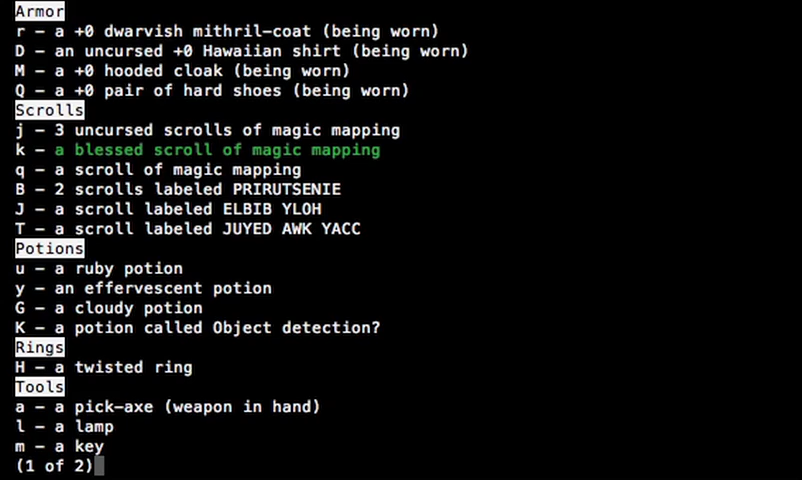 Armor
r - a +0 dwarvish mithril-coat (being worn)
D - an uncursed +0 Hawaiian shirt (being worn)
M - a +0 hooded cloak (being worn)
Q - a +0 pair of hard shoes (being worn)
Scrolls
j - 3 uncursed scrolls of magic mapping
k - a blessed scroll of magic mapping
q - a scroll of magic mapping
B - 2 scrolls labeled PRIRUTSENIE
J - a scroll labeled ELBIB YLOH
T - a scroll labeled JUYED AWK YACC
Potions
u - a ruby potion
y - an effervescent potion
G - a cloudy potion
K - a potion called Object detection?
Rings
H - a twisted ring
Tools
a - a pick-axe (weapon in hand)
l - a lamp
m - a key
(1 of 2)